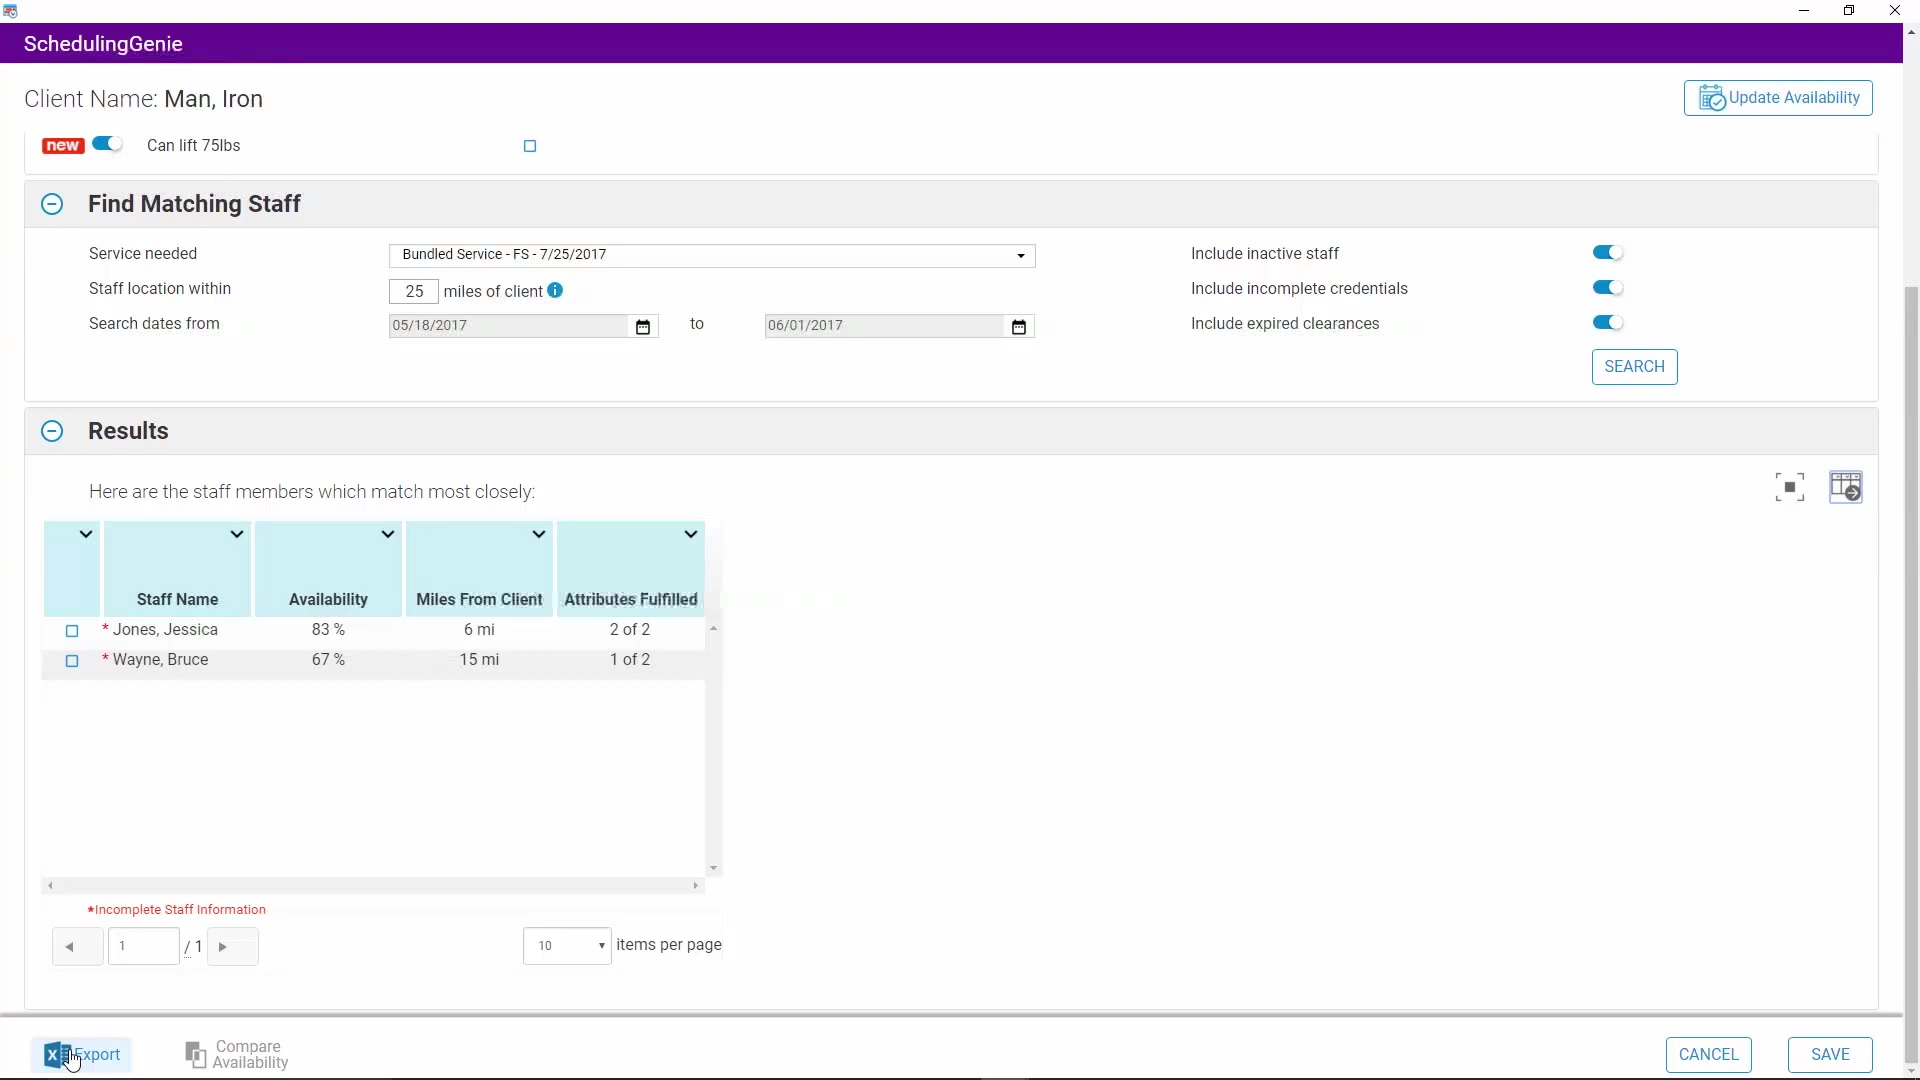 SchedulingGenie
Client Name: Man, Iron
Update Availability
new Can lift 75lbs
Find Matching Staff
Service needed
Bundled Service - FS - 7/25/2017
Include inactive staff
Staff location within
25 miles of client
Include incomplete credentials
Search dates from
05/18/2017 to 06/01/2017
Include expired clearances
SEARCH
Results
Here are the staff members which match most closely:
Staff Name Availability Miles From Client Attributes Fulfilled
* Jones, Jessica 83 % 6 mi 2 of 2
* Wayne, Bruce 67 % 15 mi 1 of 2
*Incomplete Staff Information
1 / 1
10 items per page
Export
Compare
Availability
CANCEL
SAVE